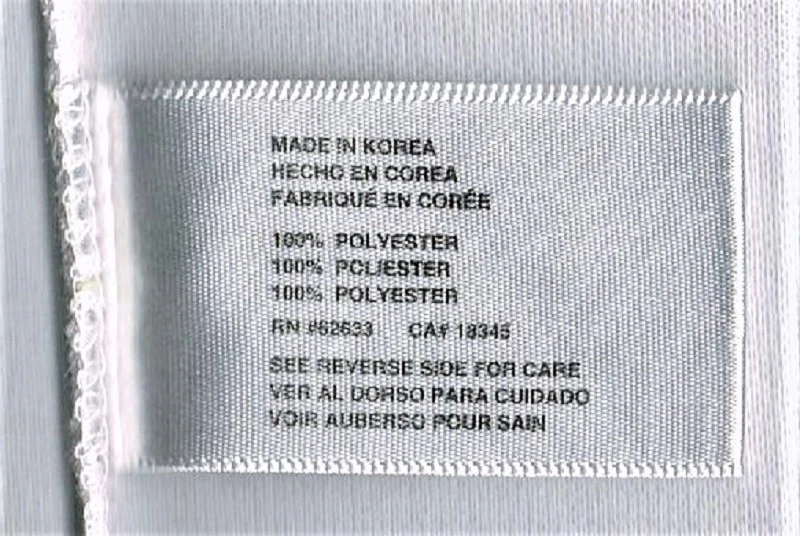 MADE IN KOREA
HECHO EN COREA
FABRIQUÉ EN CORÉE
100% POLYESTER
100% POLIESTER
100% POLYESTER
RN #62633 CA# 18345
SEE REVERSE SIDE FOR CARE
VER AL DORSO PARA CUIDADO
VOIR AUBERSO POUR SAIN